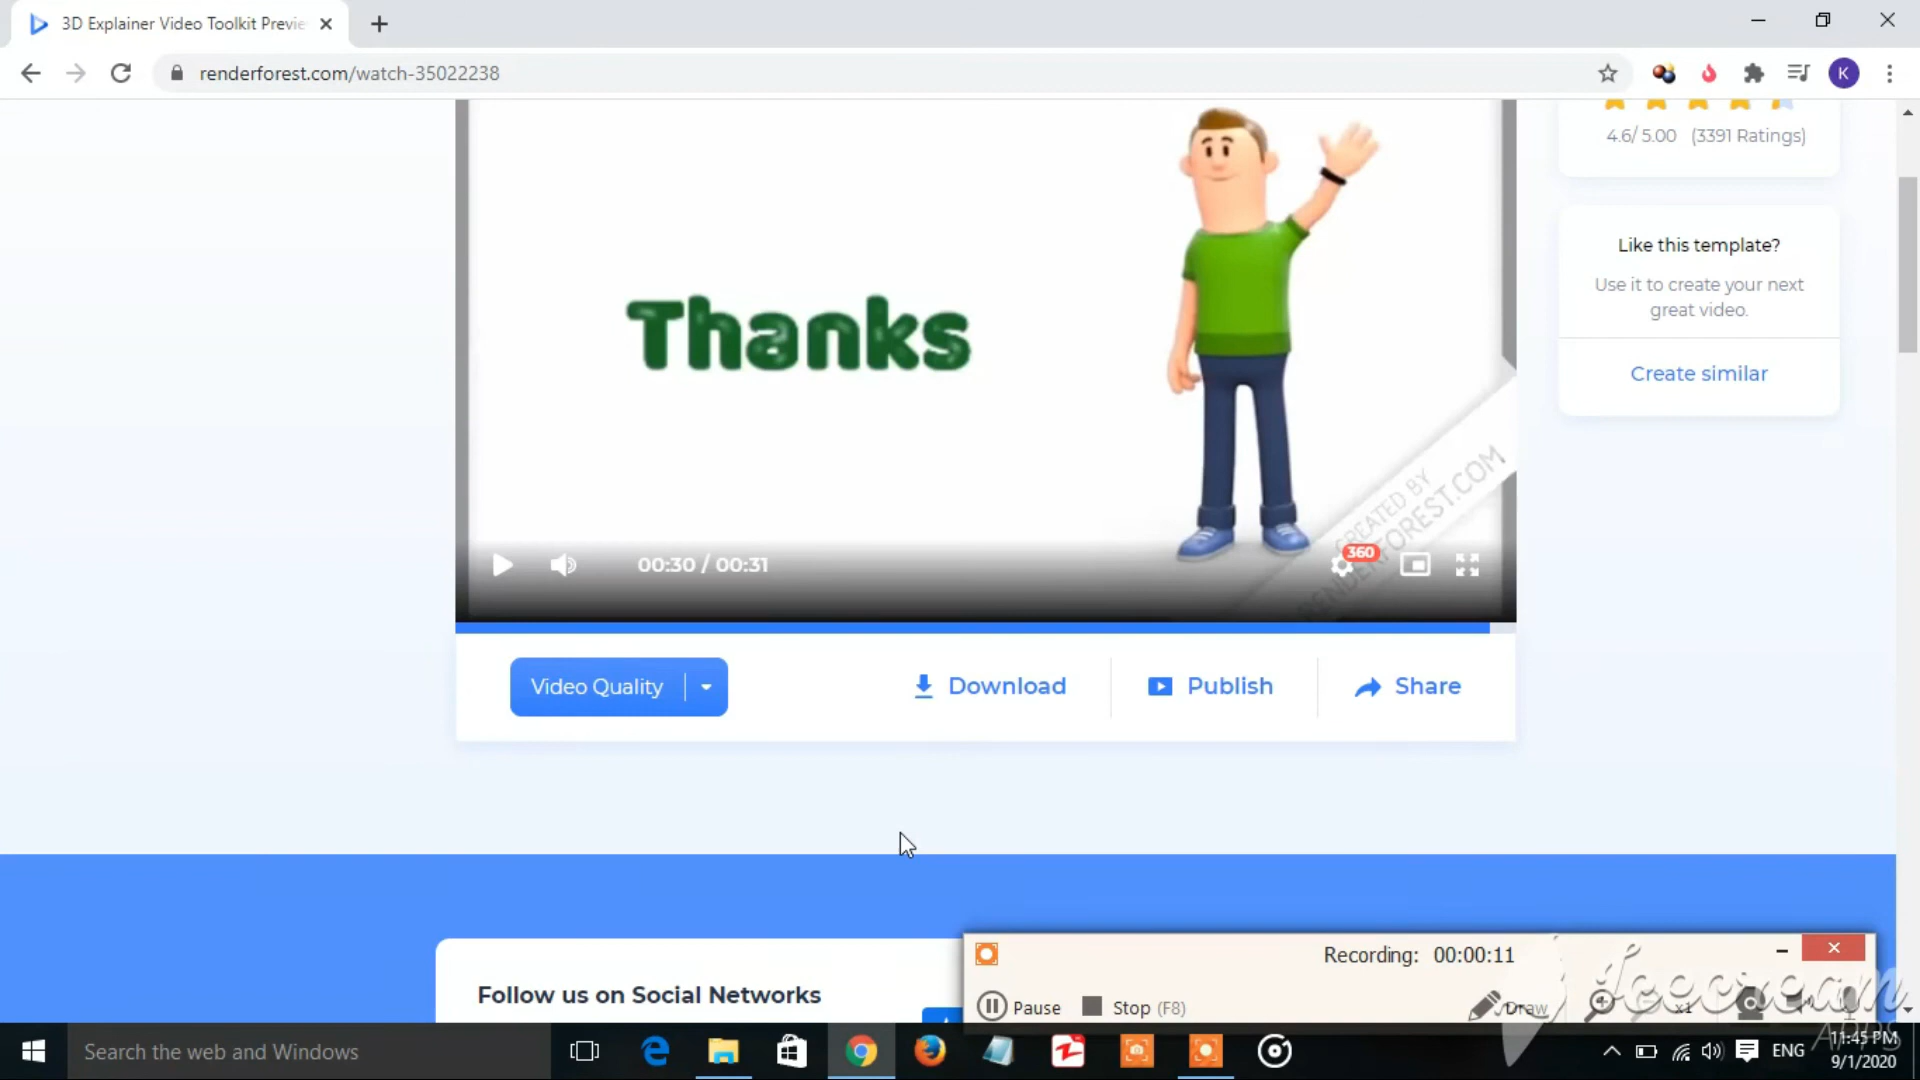 3D Explainer Video Toolkit Previe
renderforest.com/watch-35022238
K
4.6/ 5.00 (3391 Ratings)
Like this template?
Use it to create your next
great video.
Create similar
Thanks
CREATED BY
RENDERFOREST.COM
00:30 / 00:31
360
Video Quality
Download
Publish
Share
Follow us on Social Networks
Recording: 00:00:11
Pause
Stop (F8)
Draw
x1
Icecream
APPS
Search the web and Windows
ENG
11:45 PM
9/1/2020